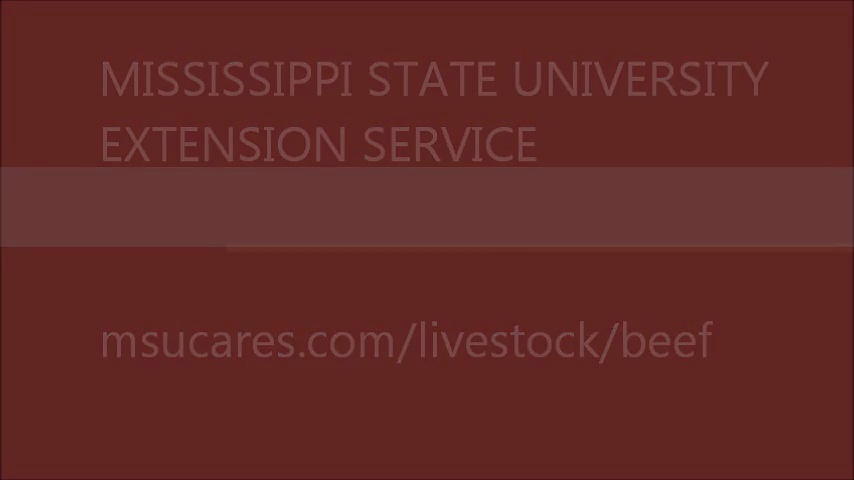 MISSISSIPPI STATE UNIVERSITY
EXTENSION SERVICE
msucares.com/livestock/beef